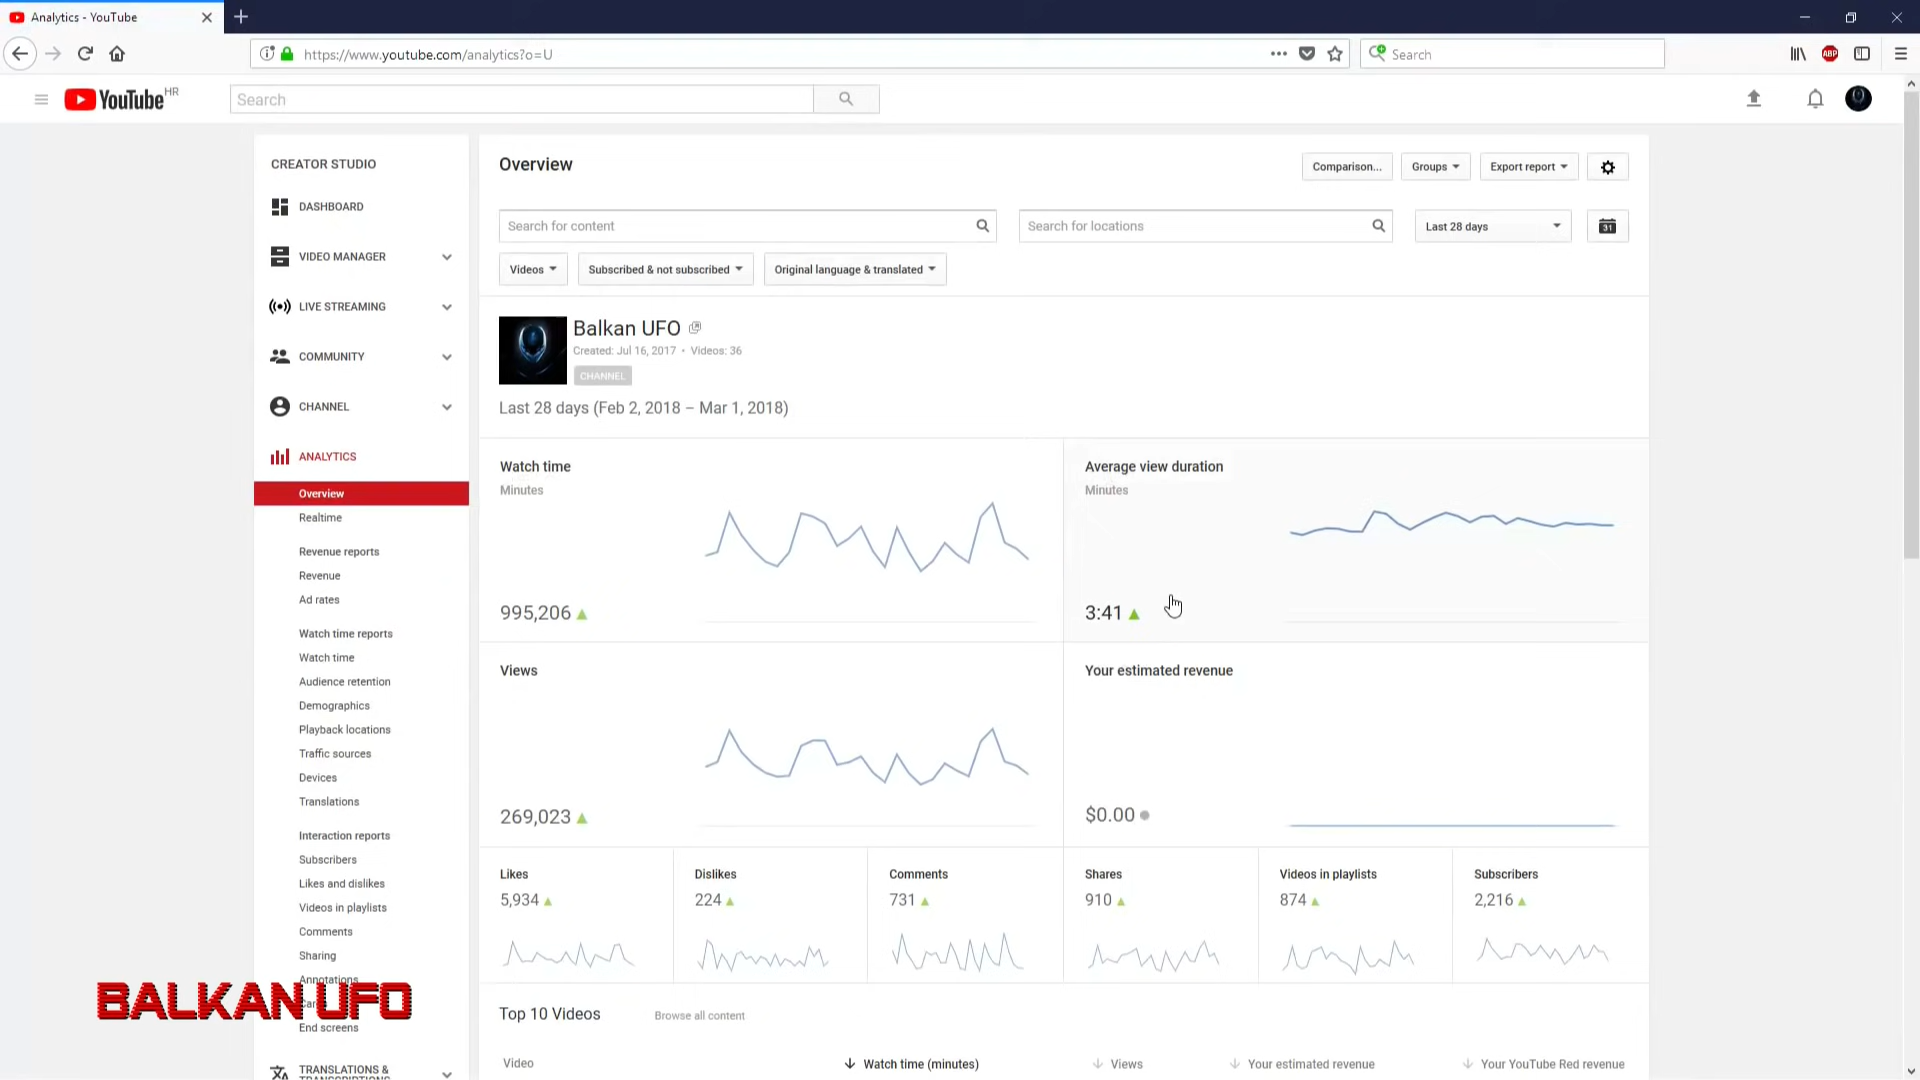 Analytics - YouTube
https://www.youtube.com/analytics?o=U
Search
ABP
YouTube HR
Search
CREATOR STUDIO
DASHBOARD
VIDEO MANAGER
LIVE STREAMING
COMMUNITY
CHANNEL
ANALYTICS
Overview
Realtime
Revenue reports
Revenue
Ad rates
Watch time reports
Watch time
Audience retention
Demographics
Playback locations
Traffic sources
Devices
Translations
Interaction reports
Subscribers
Likes and dislikes
Videos in playlists
Comments
Sharing
Annotations
End screens
TRANSLATIONS &
BALKAN UFO
Overview
Comparison... Groups Export report
Search for content Search for locations Last 28 days 31
Videos Subscribed & not subscribed Original language & translated
Balkan UFO
Created: Jul 16, 2017 • Videos: 36
CHANNEL
Last 28 days (Feb 2, 2018 – Mar 1, 2018)
Watch time
Minutes
995,206
Average view duration
Minutes
3:41
Views
269,023
Your estimated revenue
$0.00
Likes Dislikes Comments Shares Videos in playlists Subscribers
5,934 224 731 910 874 2,216
Top 10 Videos Browse all content
Video Watch time (minutes) Views Your estimated revenue Your YouTube Red revenue